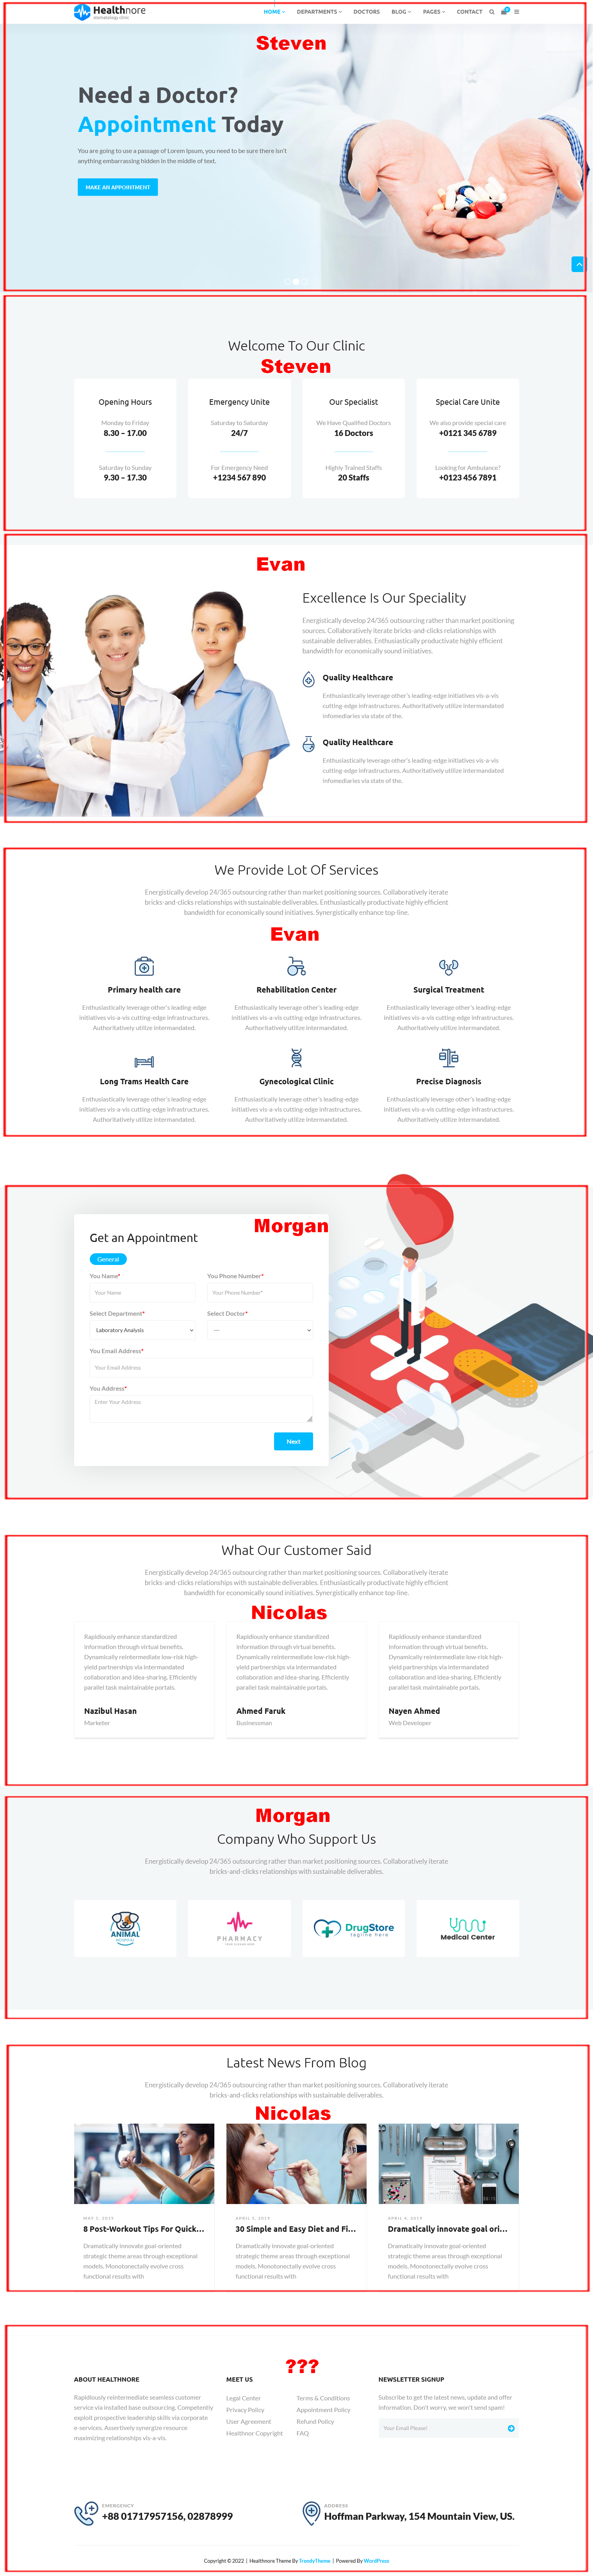 Healthnore
stomatology clinic
HOME DEPARTMENTS DOCTORS BLOG PAGES CONTACT 0
Steven
Need a Doctor?
Appointment Today
You are going to use a passage of Lorem Ipsum, you need to be sure there isn't
anything embarrassing hidden in the middle of text.
MAKE AN APPOINTMENT
Welcome To Our Clinic
Steven
Opening Hours
Monday to Friday
8.30 – 17.00
Saturday to Sunday
9.30 – 17.30
Emergency Unite
Saturday to Saturday
24/7
For Emergency Need
+1234 567 890
Our Specialist
We Have Qualified Doctors
16 Doctors
Highly Trained Staffs
20 Staffs
Special Care Unite
We also provide special care
+0121 345 6789
Looking for Ambulance?
+0123 456 7891
Evan
Excellence Is Our Speciality
Energistically develop 24/365 outsourcing rather than market positioning
sources. Collaboratively iterate bricks-and-clicks relationships with
sustainable deliverables. Enthusiastically productivate highly efficient
bandwidth for economically sound initiatives.
Quality Healthcare
Enthusiastically leverage other's leading-edge initiatives vis-a-vis
cutting-edge infrastructures. Authoritatively utilize intermandated
infomediaries via state of the.
Quality Healthcare
Enthusiastically leverage other's leading-edge initiatives vis-a-vis
cutting-edge infrastructures. Authoritatively utilize intermandated
infomediaries via state of the.
We Provide Lot Of Services
Energistically develop 24/365 outsourcing rather than market positioning sources. Collaboratively iterate
bricks-and-clicks relationships with sustainable deliverables. Enthusiastically productivate highly efficient
bandwidth for economically sound initiatives. Synergistically enhance top-line.
Evan
Primary health care
Enthusiastically leverage other's leading-edge
initiatives vis-a-vis cutting-edge infrastructures.
Authoritatively utilize intermandated.
Rehabilitation Center
Enthusiastically leverage other's leading-edge
initiatives vis-a-vis cutting-edge infrastructures.
Authoritatively utilize intermandated.
Surgical Treatment
Enthusiastically leverage other's leading-edge
initiatives vis-a-vis cutting-edge infrastructures.
Authoritatively utilize intermandated.
Long Trams Health Care
Enthusiastically leverage other's leading-edge
initiatives vis-a-vis cutting-edge infrastructures.
Authoritatively utilize intermandated.
Gynecological Clinic
Enthusiastically leverage other's leading-edge
initiatives vis-a-vis cutting-edge infrastructures.
Authoritatively utilize intermandated.
Precise Diagnosis
Enthusiastically leverage other's leading-edge
initiatives vis-a-vis cutting-edge infrastructures.
Authoritatively utilize intermandated.
Morgan
Get an Appointment
General
You Name* You Phone Number*
Your Name Your Phone Number*
Select Department* Select Doctor*
Laboratory Analysis ---
You Email Address*
Your Email Address
You Address*
Enter Your Address
Next
What Our Customer Said
Energistically develop 24/365 outsourcing rather than market positioning sources. Collaboratively iterate
bricks-and-clicks relationships with sustainable deliverables. Enthusiastically productivate highly efficient
bandwidth for economically sound initiatives. Synergistically enhance top-line.
Nicolas
Rapidiously enhance standardized
information through virtual benefits.
Dynamically reintermediate low-risk high-
yield partnerships via intermandated
collaboration and idea-sharing. Efficiently
parallel task maintainable portals.
Nazibul Hasan
Marketer
Rapidiously enhance standardized
information through virtual benefits.
Dynamically reintermediate low-risk high-
yield partnerships via intermandated
collaboration and idea-sharing. Efficiently
parallel task maintainable portals.
Ahmed Faruk
Businessman
Rapidiously enhance standardized
information through virtual benefits.
Dynamically reintermediate low-risk high-
yield partnerships via intermandated
collaboration and idea-sharing. Efficiently
parallel task maintainable portals.
Nayen Ahmed
Web Developer
Morgan
Company Who Support Us
Energistically develop 24/365 outsourcing rather than market positioning sources. Collaboratively iterate
bricks-and-clicks relationships with sustainable deliverables.
ANIMAL
HOSPITAL
PHARMACY
DrugStore
tagline here
Medical Center
Latest News From Blog
Energistically develop 24/365 outsourcing rather than market positioning sources. Collaboratively iterate
bricks-and-clicks relationships with sustainable deliverables.
Nicolas
MAY 1, 2019
8 Post-Workout Tips For Quick...
Dramatically innovate goal-oriented
strategic theme areas through exceptional
models. Monotonectally evolve cross
functional results with
APRIL 5, 2019
30 Simple and Easy Diet and Fi...
Dramatically innovate goal-oriented
strategic theme areas through exceptional
models. Monotonectally evolve cross
functional results with
APRIL 4, 2019
Dramatically innovate goal ori...
Dramatically innovate goal-oriented
strategic theme areas through exceptional
models. Monotonectally evolve cross
functional results with
???
ABOUT HEALTHNORE
Rapidiously reintermediate seamless customer
service via installed base outsourcing. Competently
exploit prospective leadership skills via corporate
e-services. Assertively synergize resource
maximizing relationships vis-a-vis.
MEET US
Legal Center Terms & Conditions
Privacy Policy Appointment Policy
User Agreement Refund Policy
Healthnor Copyright FAQ
NEWSLETTER SIGNUP
Subscribe to get the latest news, update and offer
information. Don't worry, we won't spam!
Your Email Please!
EMERGENCY
+88 01717957156, 02878999
ADDRESS
Hoffman Parkway, 154 Mountain View, US.
Copyright © 2022 | Healthnore Theme By TrendyTheme | Powered By WordPress